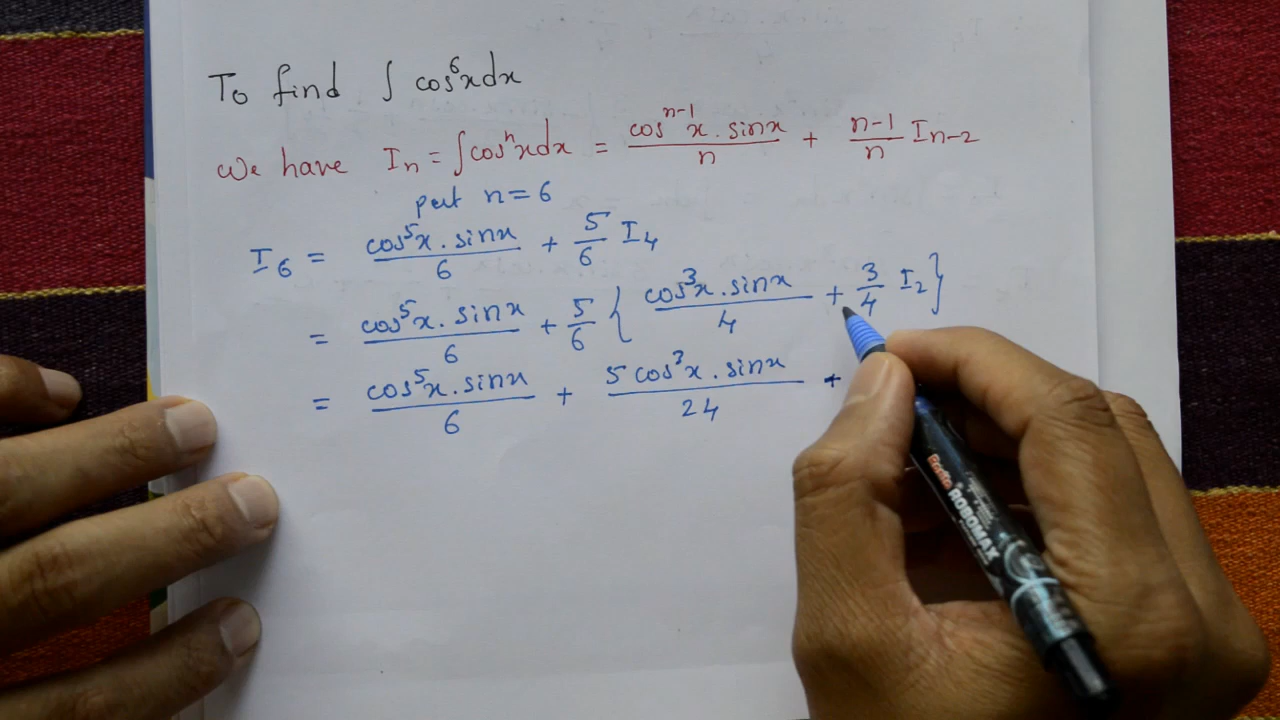 To find ∫ cos⁶x dx
We have Iₙ = ∫cosⁿx dx = cosⁿ⁻¹x . sinx / n + n-1 / n Iₙ₋₂
put n = 6
I₆ = cos⁵x . sinx / 6 + 5/6 I₄
= cos⁵x . sinx / 6 + 5/6 { cos³x . sinx / 4 + 3/4 I₂ }
= cos⁵x . sinx / 6 + 5 cos³x . sinx / 24 +
Rorito ROBOMAX